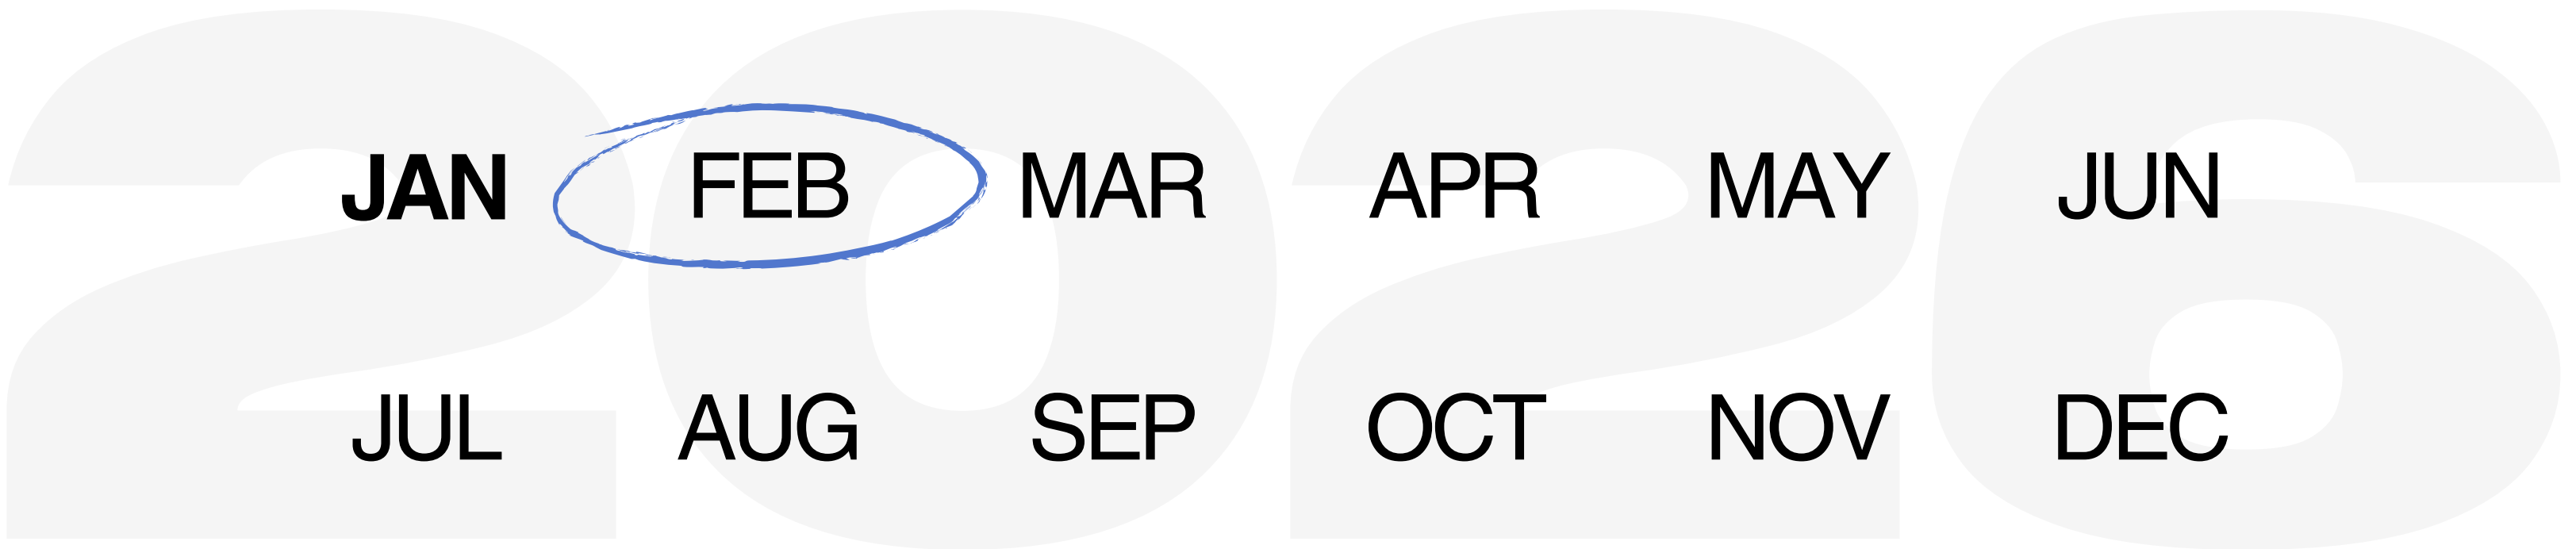 2026
JAN FEB MAR APR MAY JUN
JUL AUG SEP OCT NOV DEC